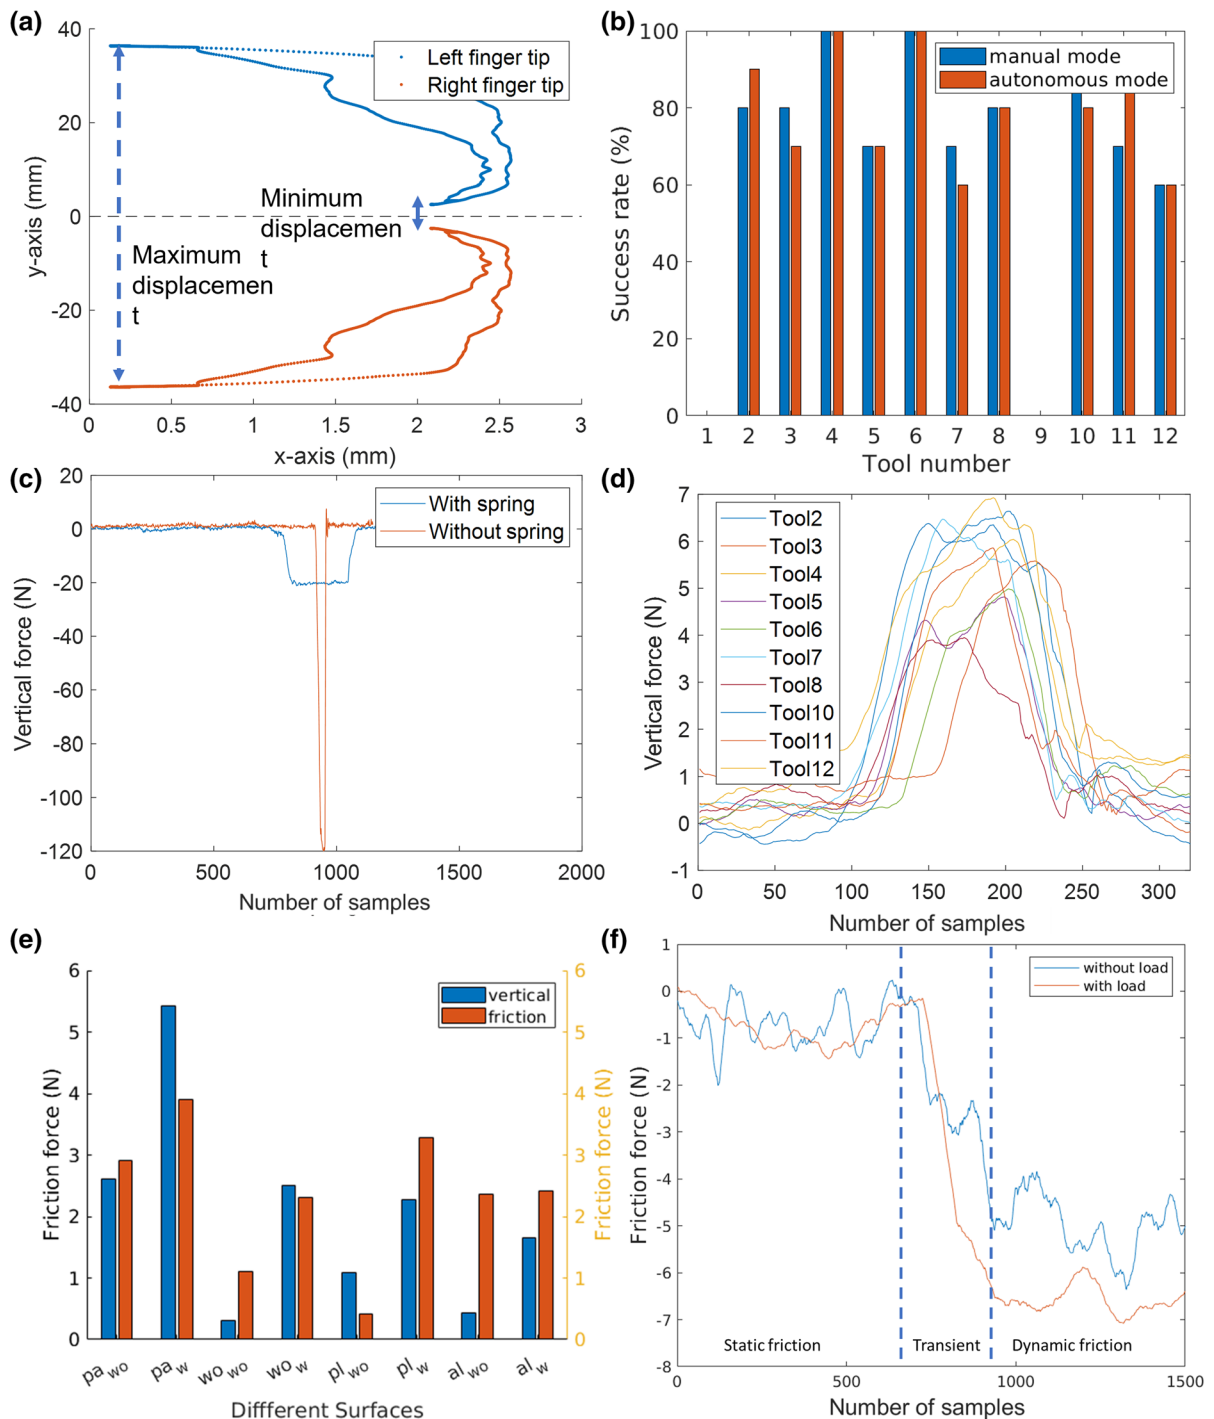 (a)
40
20
0
-20
-40
y-axis (mm)
Left finger tip
Right finger tip
Minimum
displacemen
t
Maximum
displacemen
t
0
0.5
1
1.5
2
2.5
3
x-axis (mm)
(b)
100
80
60
40
20
0
Success rate (%)
manual mode
autonomous mode
1
2
3
4
5
6
7
8
9
10
11
12
Tool number
(c)
20
0
-20
-40
-60
-80
-100
-120
Vertical force (N)
With spring
Without spring
0
500
1000
1500
2000
Number of samples
(d)
7
6
5
4
3
2
1
0
-1
Vertical force (N)
Tool2
Tool3
Tool4
Tool5
Tool6
Tool7
Tool8
Tool10
Tool11
Tool12
0
50
100
150
200
250
300
Number of samples
(e)
6
5
4
3
2
1
0
Friction force (N)
vertical
friction
6
5
4
3
2
1
0
Friction force (N)
pa wo
pa w
wo wo
wo w
pl wo
pl w
al wo
al w
Diffferent Surfaces
(f)
1
0
-1
-2
-3
-4
-5
-6
-7
-8
Friction force (N)
without load
with load
Static friction
Transient
Dynamic friction
0
500
1000
1500
Number of samples